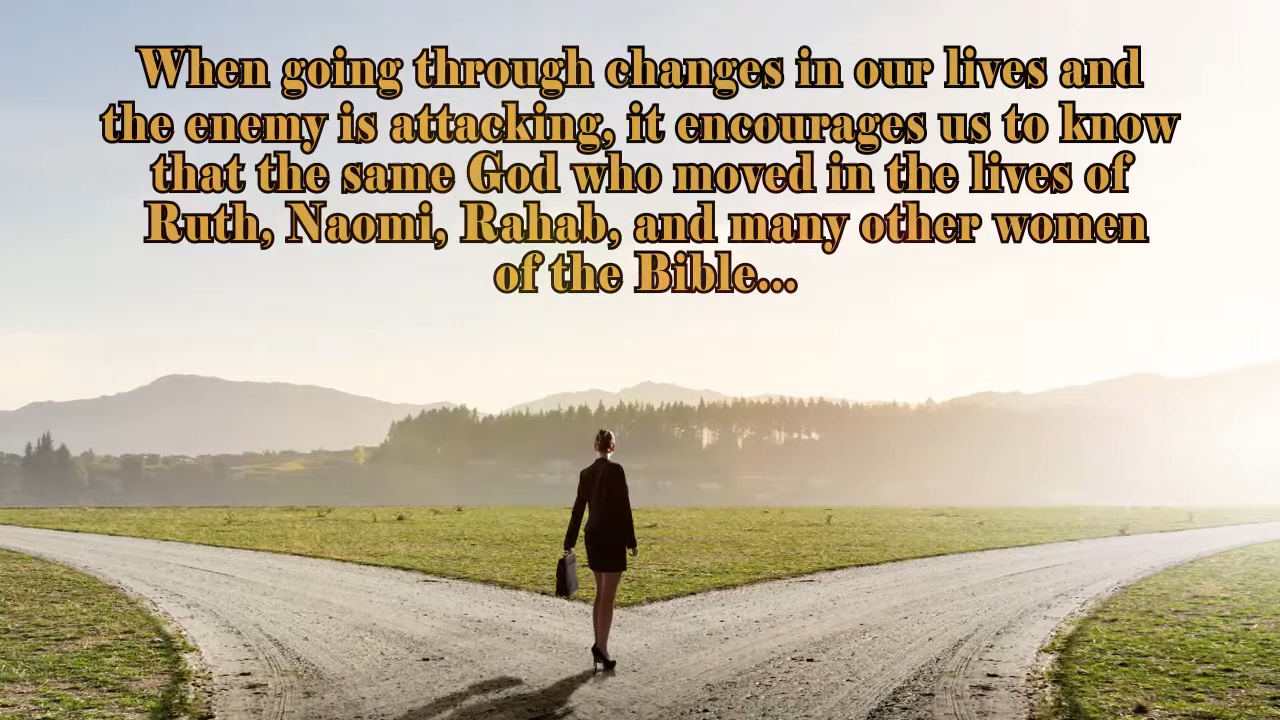 When going through changes in our lives and
the enemy is attacking, it encourages us to know
that the same God who moved in the lives of
Ruth, Naomi, Rahab, and many other women
of the Bible...